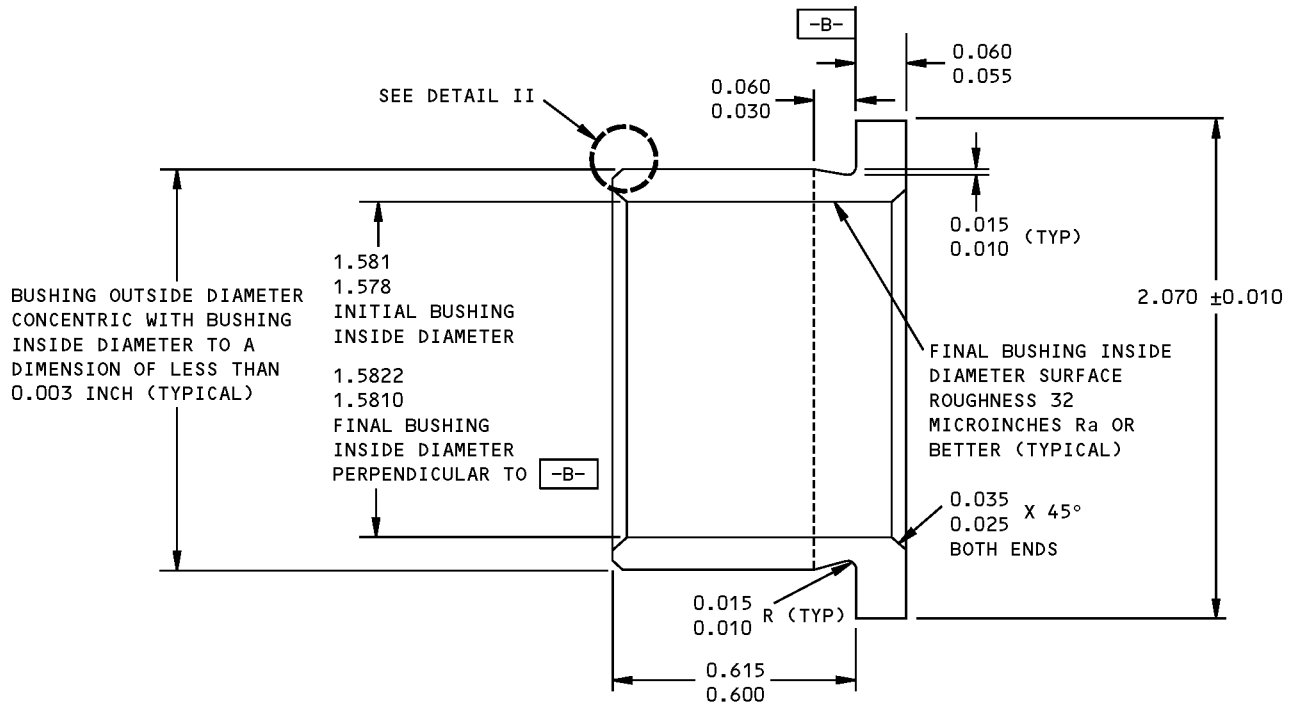 -B-
0.060
0.055
0.060
0.030
SEE DETAIL II
0.015
0.010 (TYP)
1.581
1.578
INITIAL BUSHING
INSIDE DIAMETER
1.5822
1.5810
FINAL BUSHING
INSIDE DIAMETER
PERPENDICULAR TO -B-
BUSHING OUTSIDE DIAMETER
CONCENTRIC WITH BUSHING
INSIDE DIAMETER TO A
DIMENSION OF LESS THAN
0.003 INCH (TYPICAL)
2.070 ±0.010
FINAL BUSHING INSIDE
DIAMETER SURFACE
ROUGHNESS 32
MICROINCHES Ra OR
BETTER (TYPICAL)
0.035
0.025 X 45°
BOTH ENDS
0.015
0.010 R (TYP)
0.615
0.600